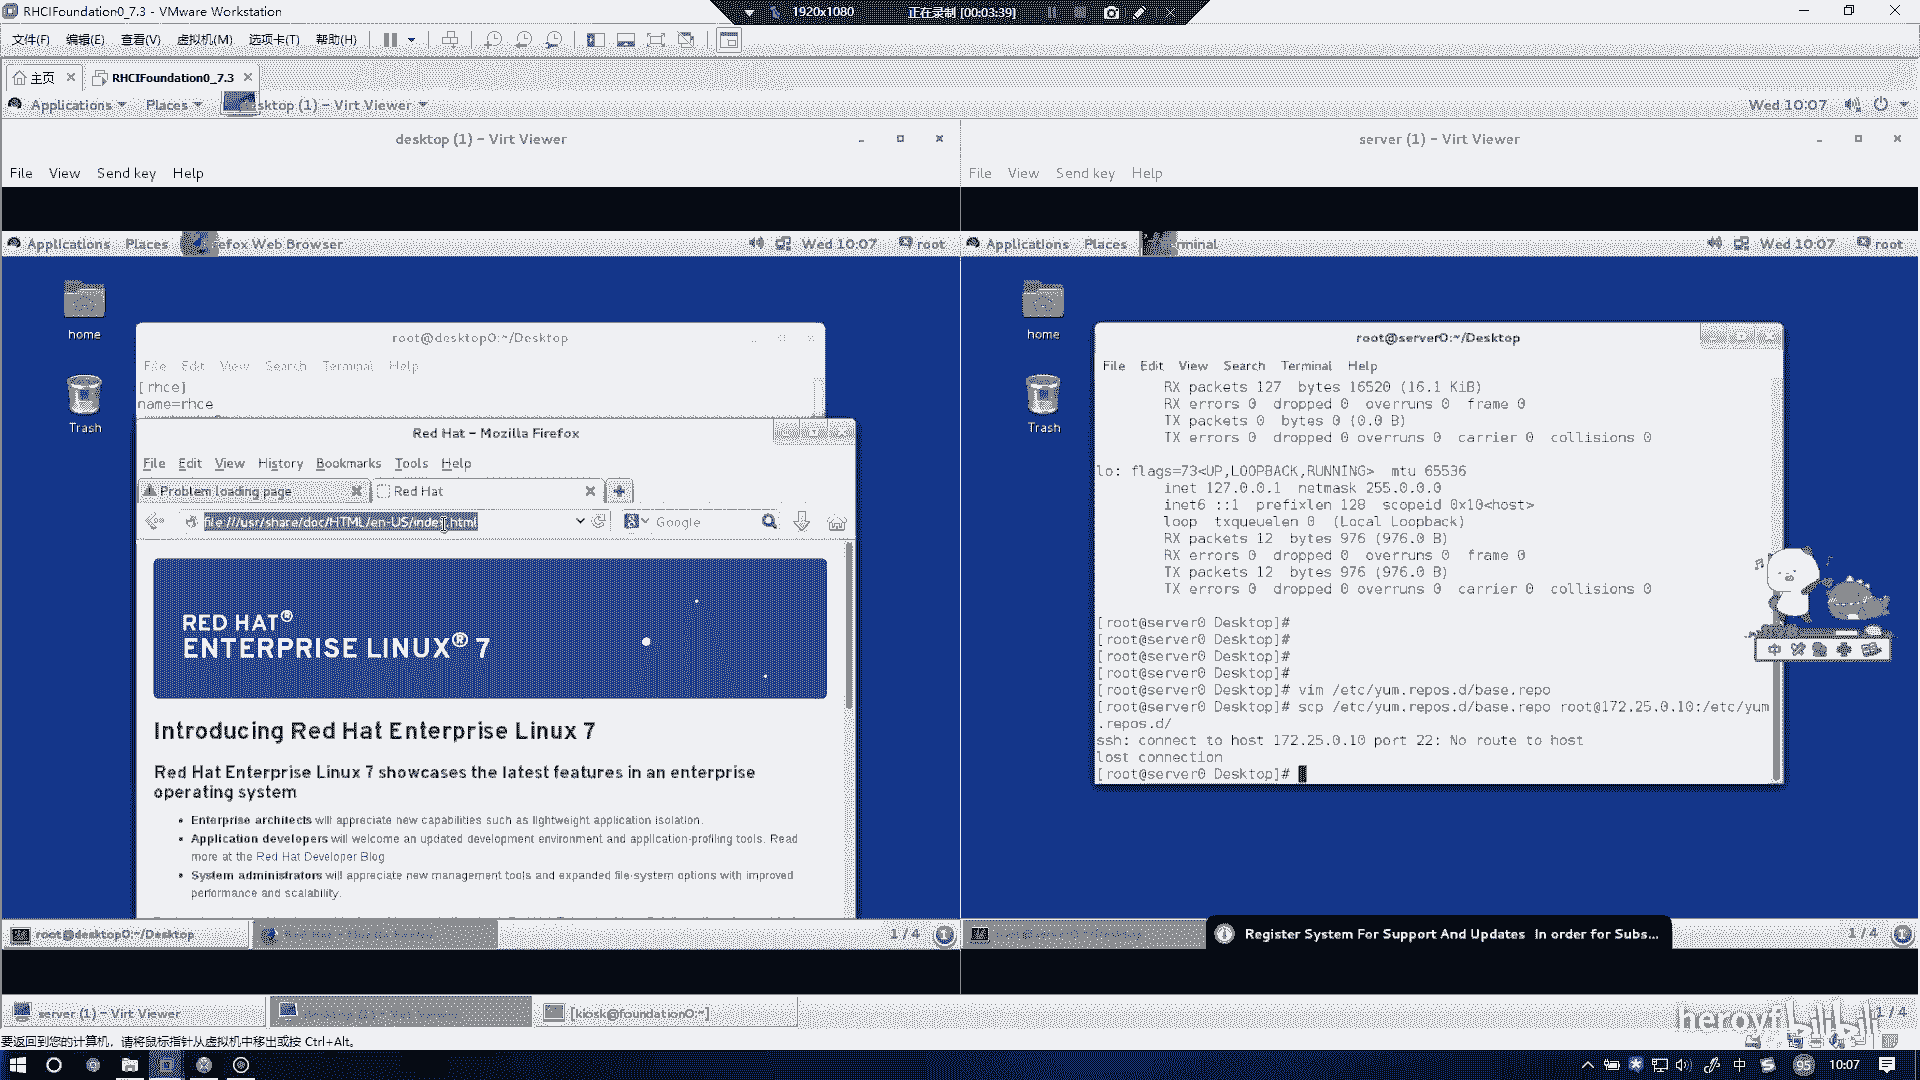 RHCIFoundation0_7.3 - VMware Workstation
1920x1080
正在录制 [00:03:39]
文件(F) 编辑(E) 查看(V) 虚拟机(M) 选项卡(T) 帮助(H)
主页
RHCIFoundation0_7.3
Applications Places sktop (1) - Virt Viewer
Wed 10:07
desktop (1) - Virt Viewer
File View Send key Help
Applications Places efox Web Browser
Wed 10:07 root
home
Trash
root@desktop0:~/Desktop
File Edit View Search Terminal Help
[rhce]
name=rhce
Red Hat - Mozilla Firefox
File Edit View History Bookmarks Tools Help
Problem loading page
Red Hat
file:///usr/share/doc/HTML/en-US/index.html
Google
RED HAT®
ENTERPRISE LINUX® 7
Introducing Red Hat Enterprise Linux 7
Red Hat Enterprise Linux 7 showcases the latest features in an enterprise
operating system
Enterprise architects will appreciate new capabilities such as lightweight application isolation.
Application developers will welcome an updated development environment and application-profiling tools. Read
more at the Red Hat Developer Blog
System administrators will appreciate new management tools and expanded file-system options with improved
performance and scalability.
root@desktop0:~/Desktop
1 / 4
server (1) - Virt Viewer
File View Send key Help
Applications Places rminal
Wed 10:07 root
home
Trash
root@server0:~/Desktop
File Edit View Search Terminal Help
RX packets 127 bytes 16520 (16.1 KiB)
RX errors 0 dropped 0 overruns 0 frame 0
TX packets 0 bytes 0 (0.0 B)
TX errors 0 dropped 0 overruns 0 carrier 0 collisions 0
lo: flags=73<UP,LOOPBACK,RUNNING> mtu 65536
inet 127.0.0.1 netmask 255.0.0.0
inet6 ::1 prefixlen 128 scopeid 0x10<host>
loop txqueuelen 0 (Local Loopback)
RX packets 12 bytes 976 (976.0 B)
RX errors 0 dropped 0 overruns 0 frame 0
TX packets 12 bytes 976 (976.0 B)
TX errors 0 dropped 0 overruns 0 carrier 0 collisions 0
[root@server0 Desktop]#
[root@server0 Desktop]#
[root@server0 Desktop]#
[root@server0 Desktop]#
[root@server0 Desktop]# vim /etc/yum.repos.d/base.repo
[root@server0 Desktop]# scp /etc/yum.repos.d/base.repo root@172.25.0.10:/etc/yum
.repos.d/
ssh: connect to host 172.25.0.10 port 22: No route to host
lost connection
[root@server0 Desktop]#
中
Register System For Support And Updates In order for Subs...
1 / 4
server (1) - Virt Viewer
[kiosk@foundation0:~]
1 / 4
要返回到您的计算机，请将鼠标指针从虚拟机中移出或按 Ctrl+Alt。
中
95
10:07